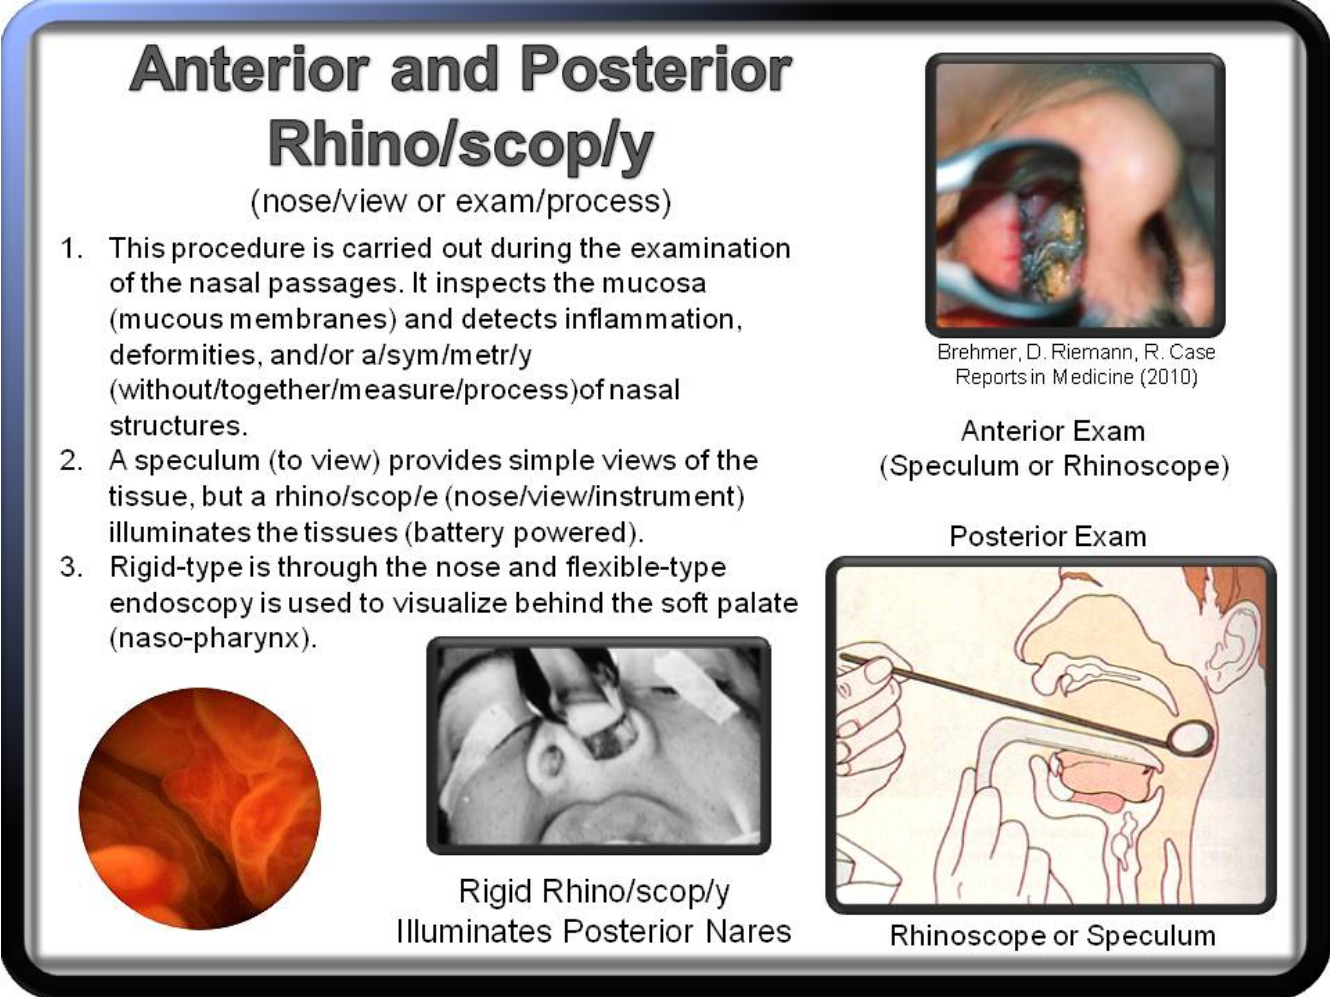 Anterior and Posterior
Rhino/scop/y
(nose/view or exam/process)
1. This procedure is carried out during the examination
of the nasal passages. It inspects the mucosa
(mucous membranes) and detects inflammation,
deformities, and/or a/sym/metr/y
(without/together/measure/process)of nasal
structures.
2. A speculum (to view) provides simple views of the
tissue, but a rhino/scop/e (nose/view/instrument)
illuminates the tissues (battery powered).
3. Rigid-type is through the nose and flexible-type
endoscopy is used to visualize behind the soft palate
(naso-pharynx).
Rigid Rhino/scop/y
Illuminates Posterior Nares
Brehmer, D. Riemann, R. Case
Reports in Medicine (2010)
Anterior Exam
(Speculum or Rhinoscope)
Posterior Exam
Rhinoscope or Speculum